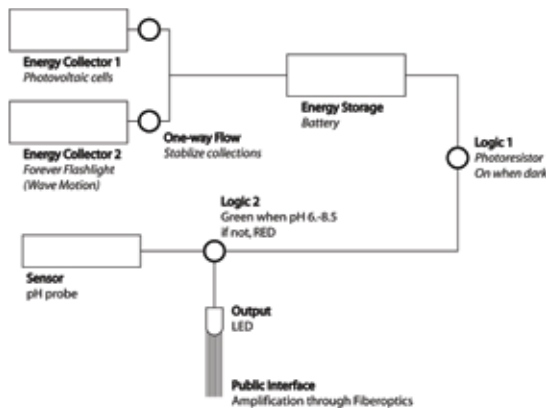 Energy Collector 1
Photovoltaic cells
Energy Collector 2
Forever Flashlight
(Wave Motion)
One-way Flow
Stablize collections
Energy Storage
Battery
Logic 1
Photoresistor
On when dark
Logic 2
Green when pH 6.-8.5
if not, RED
Sensor
pH probe
Output
LED
Public Interface
Amplification through Fiberoptics